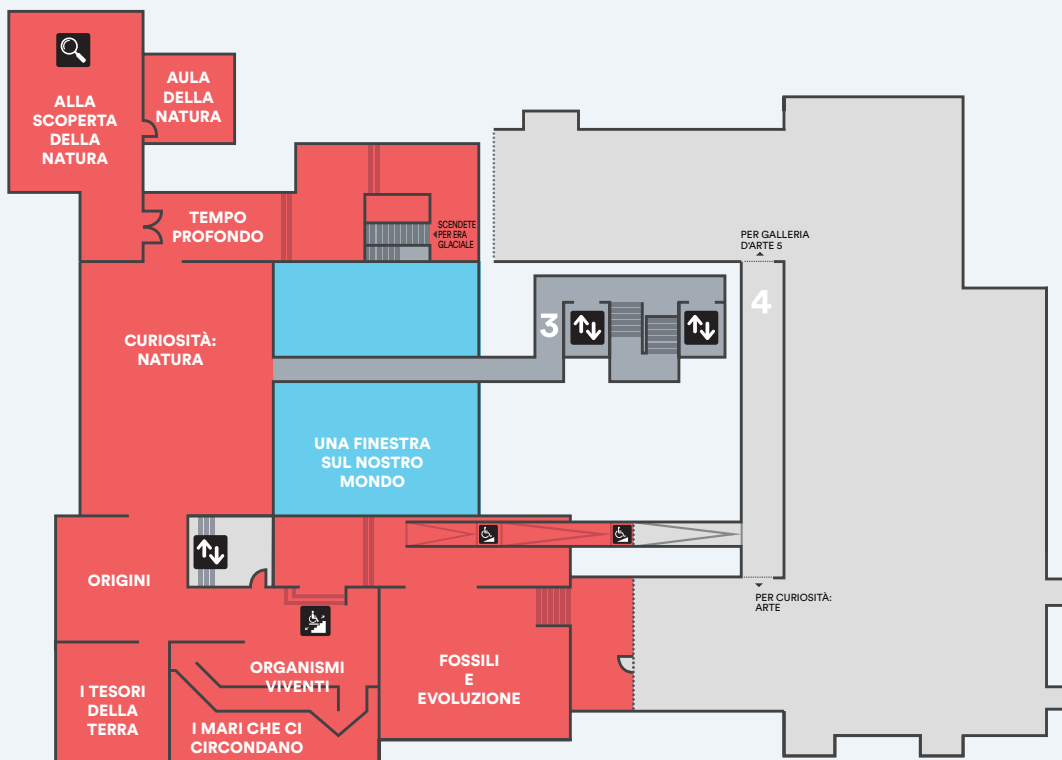 ALLA
SCOPERTA
DELLA
NATURA
AULA
DELLA
NATURA
TEMPO
PROFONDO
SCENDETE
PER ERA
GLACIALE
PER GALLERIA
D'ARTE 5
CURIOSITÀ:
NATURA
3
4
UNA FINESTRA
SUL NOSTRO
MONDO
ORIGINI
PER CURIOSITÀ:
ARTE
ORGANISMI
VIVENTI
FOSSILI
E
EVOLUZIONE
I TESORI
DELLA
TERRA
I MARI CHE CI
CIRCONDANO